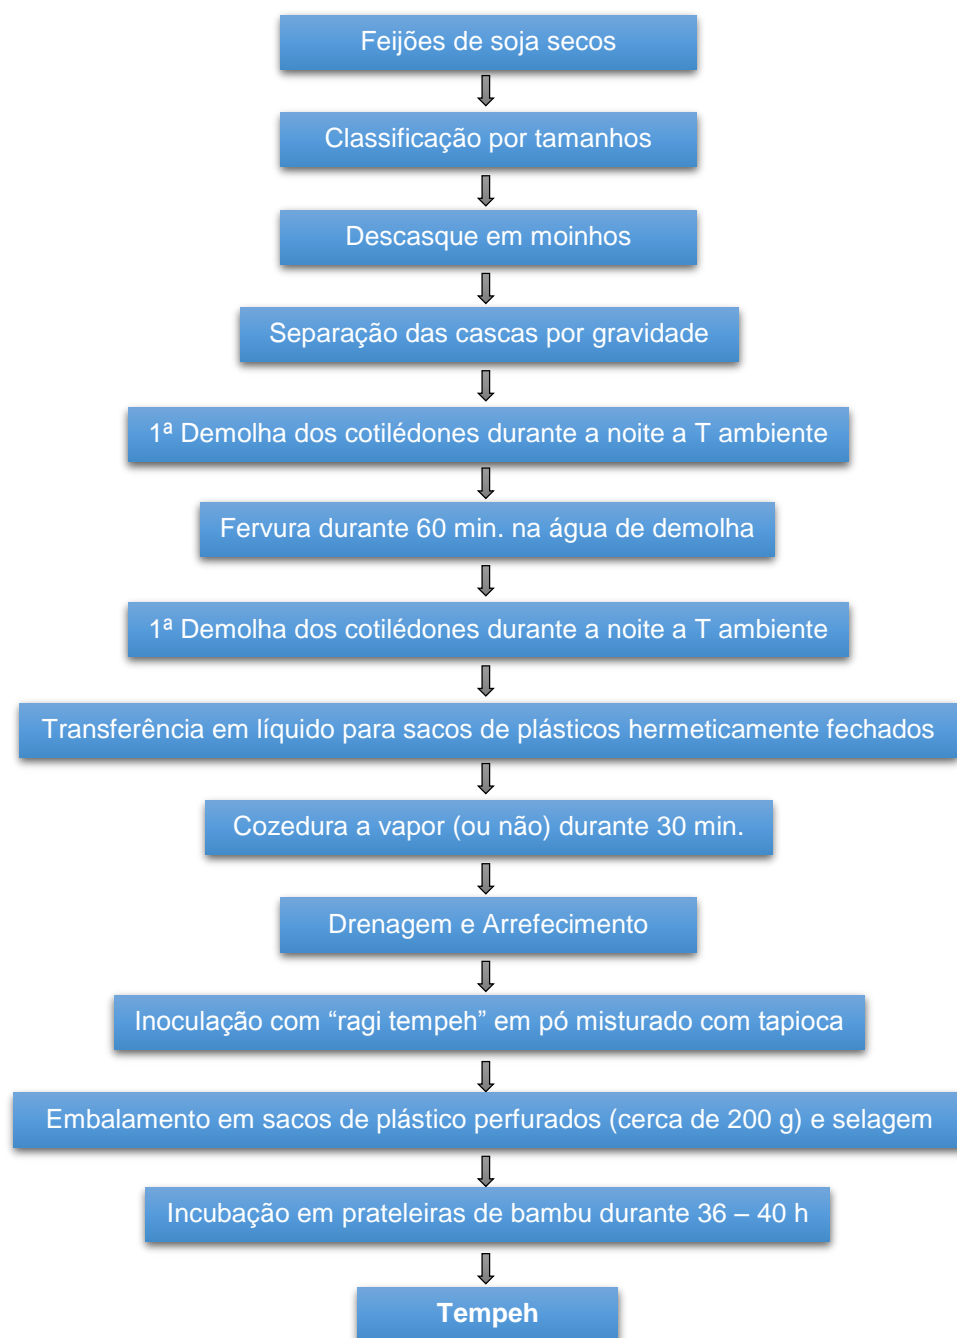 Feijões de soja secos
Classificação por tamanhos
Descasque em moinhos
Separação das cascas por gravidade
1ª Demolha dos cotilédones durante a noite a T ambiente
Fervura durante 60 min. na água de demolha
1ª Demolha dos cotilédones durante a noite a T ambiente
Transferência em líquido para sacos de plásticos hermeticamente fechados
Cozedura a vapor (ou não) durante 30 min.
Drenagem e Arrefecimento
Inoculação com “ragi tempeh” em pó misturado com tapioca
Embalamento em sacos de plástico perfurados (cerca de 200 g) e selagem
Incubação em prateleiras de bambu durante 36 – 40 h
Tempeh